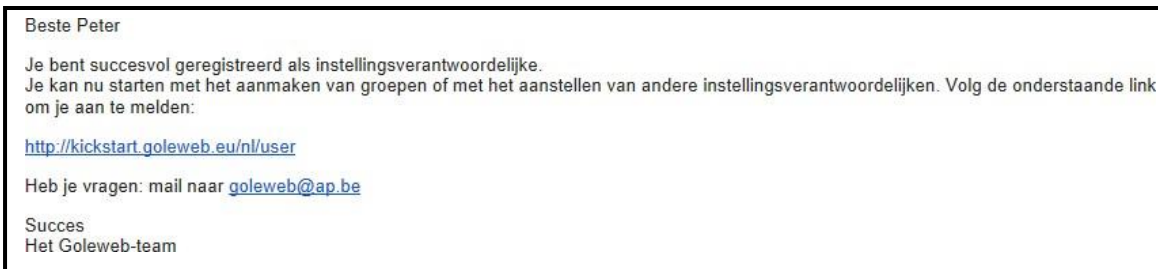 Beste Peter
Je bent succesvol geregistreerd als instellingsverantwoordelijke.
Je kan nu starten met het aanmaken van groepen of met het aanstellen van andere instellingsverantwoordelijken. Volg de onderstaande link
om je aan te melden:
http://kickstart.goleweb.eu/nl/user
Heb je vragen: mail naar goleweb@ap.be
Succes
Het Goleweb-team